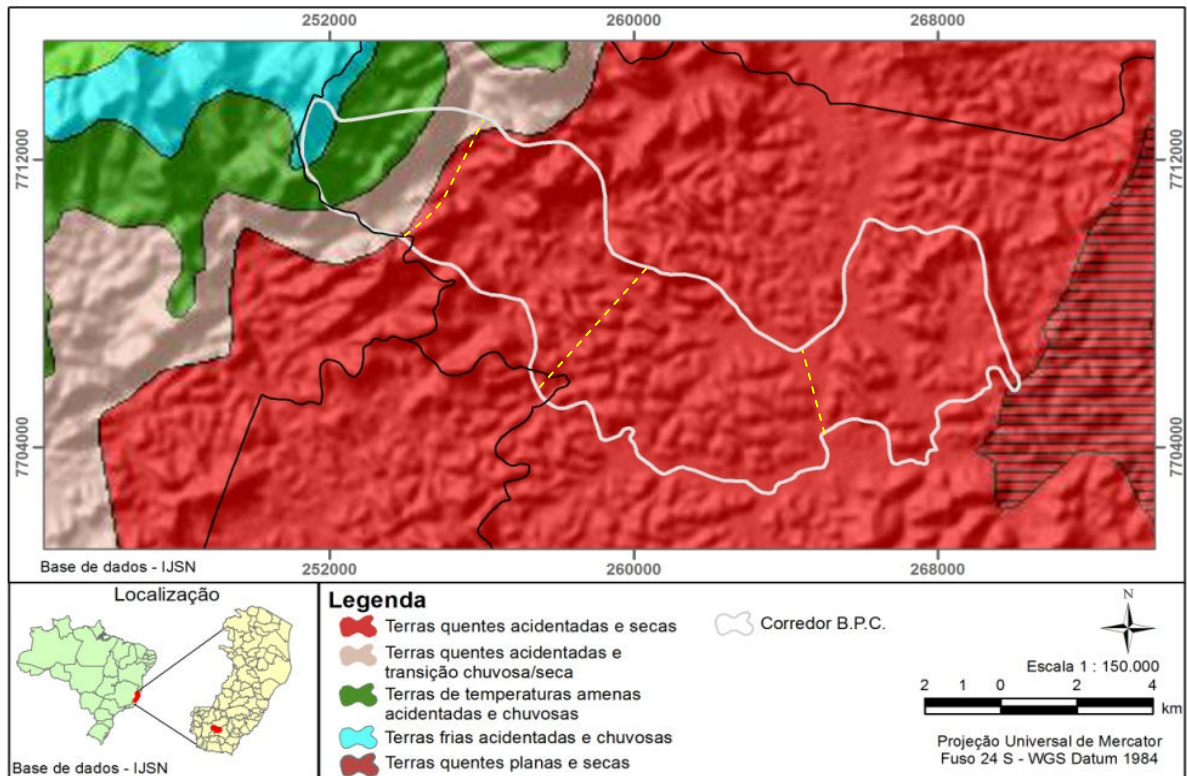 252000 260000 268000
7712000 7712000
7704000 7704000
252000 260000 268000
Base de dados - IJSN
Localização
Base de dados - IJSN
Legenda
Terras quentes acidentadas e secas
Terras quentes acidentadas e
transição chuvosa/seca
Terras de temperaturas amenas
acidentadas e chuvosas
Terras frias acidentadas e chuvosas
Terras quentes planas e secas
Corredor B.P.C.
N
Escala 1 : 150.000
2 1 0 2 4
km
Projeção Universal de Mercator
Fuso 24 S - WGS Datum 1984